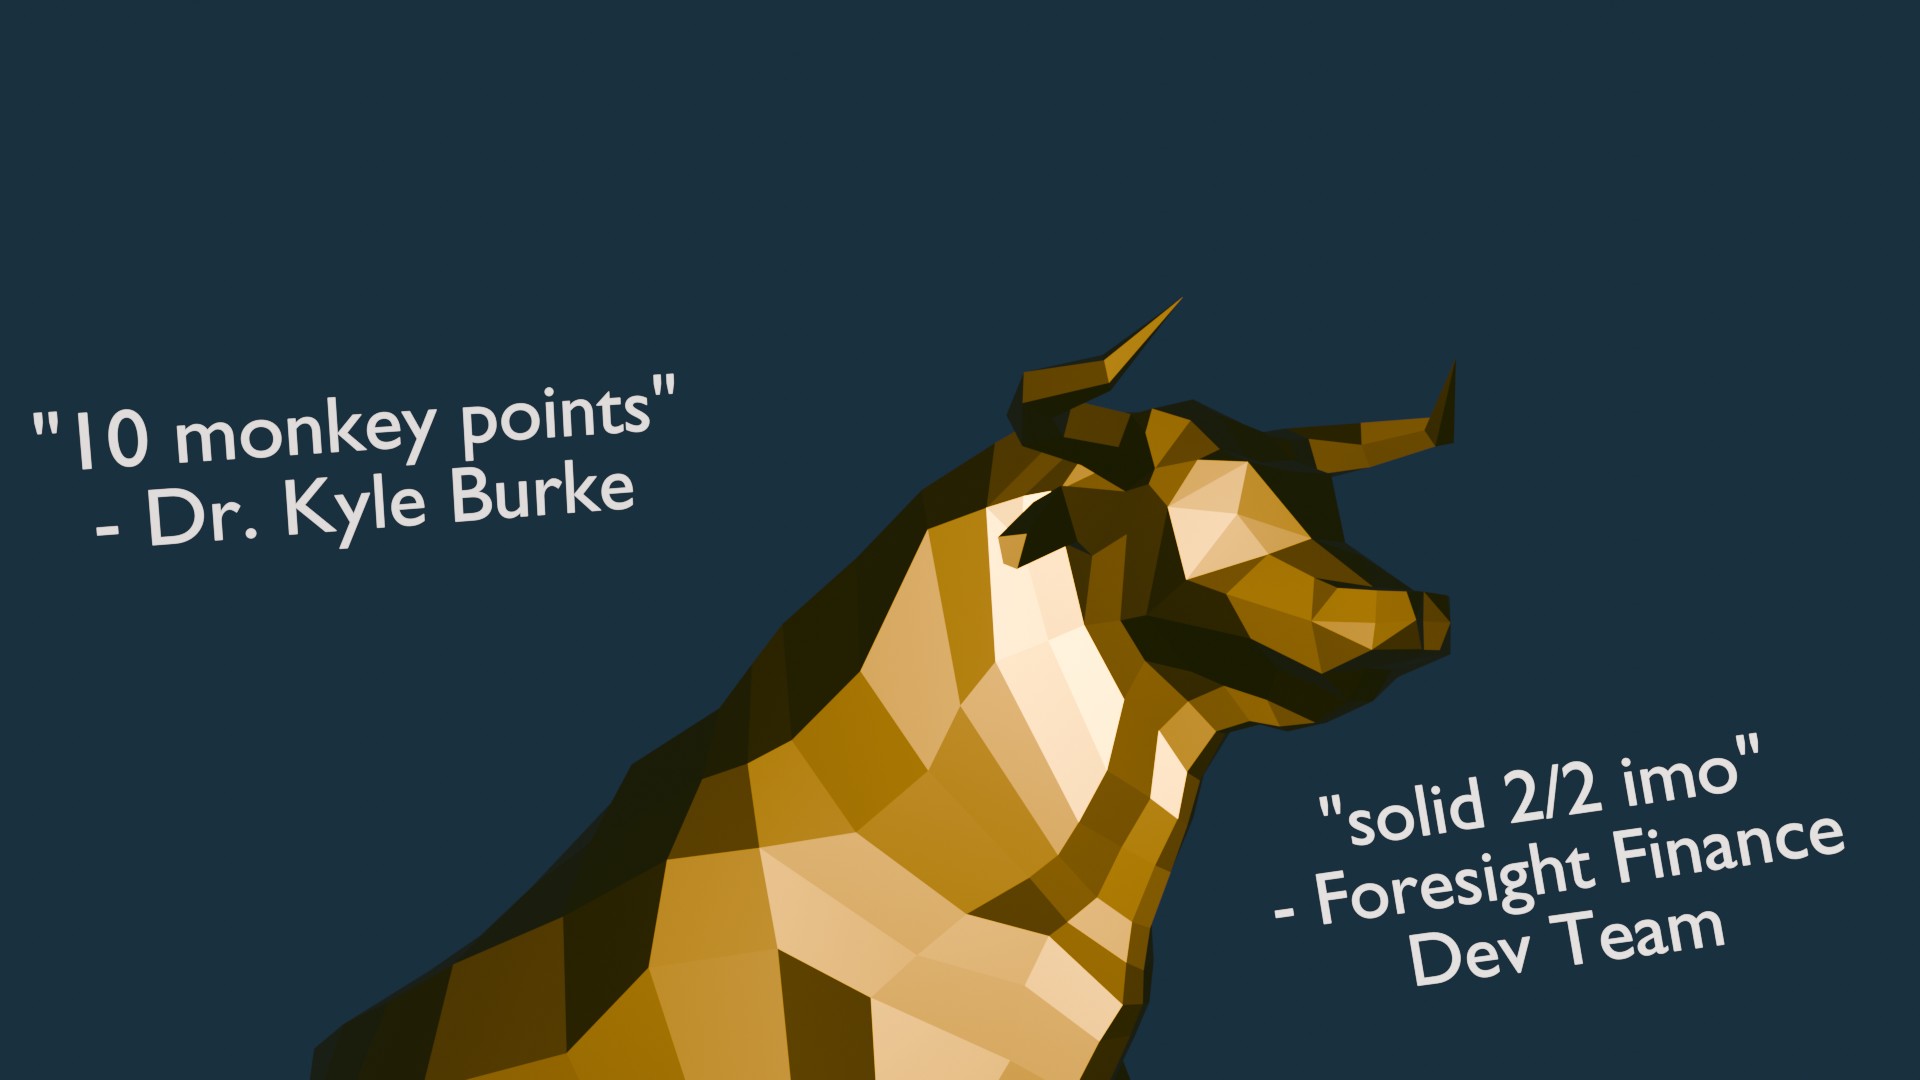 "10 monkey points"
- Dr. Kyle Burke
"solid 2/2 imo"
- Foresight Finance
Dev Team